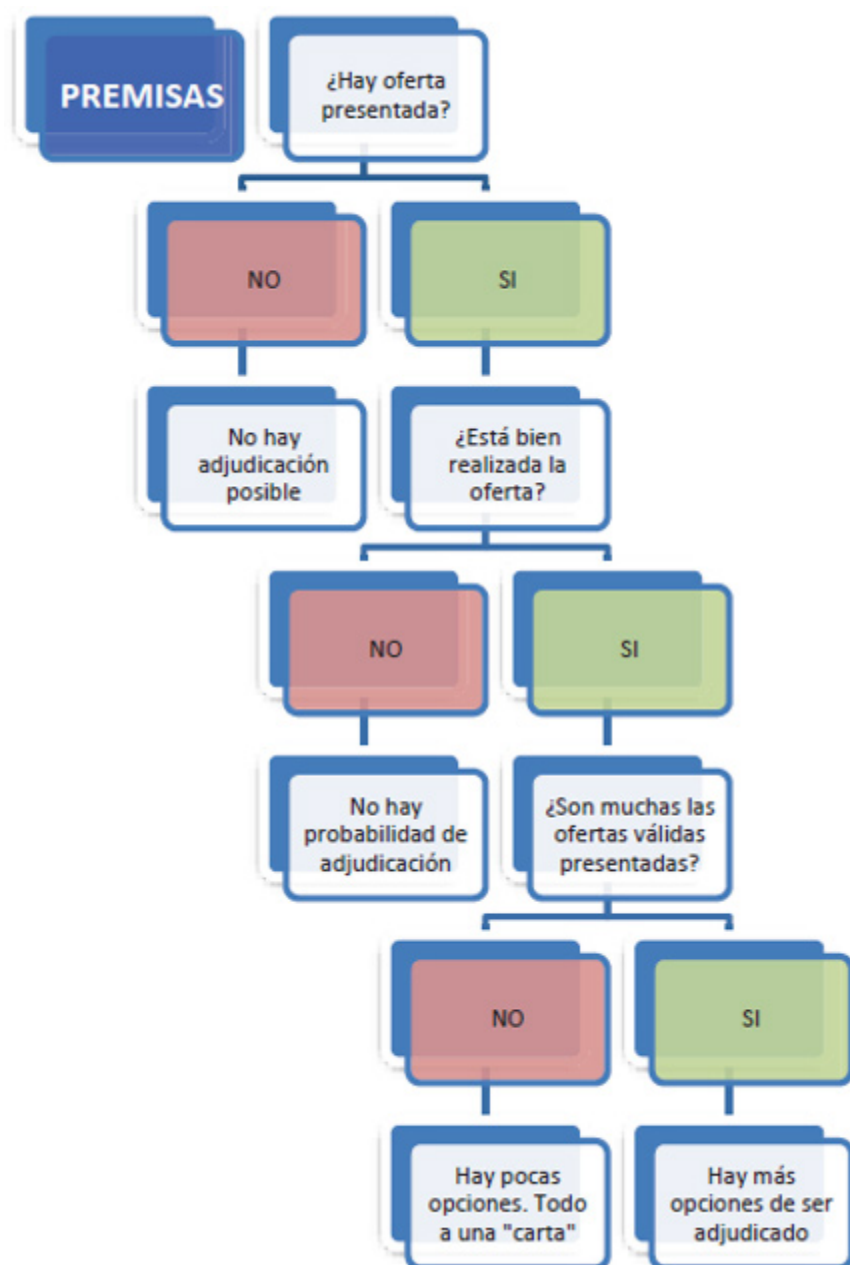 PREMISAS
¿Hay oferta
presentada?
NO
SI
No hay
adjudicación
posible
¿Está bien
realizada la
oferta?
NO
SI
No hay
probabilidad de
adjudicación
¿Son muchas las
ofertas válidas
presentadas?
NO
SI
Hay pocas
opciones. Todo
a una "carta"
Hay más
opciones de ser
adjudicado